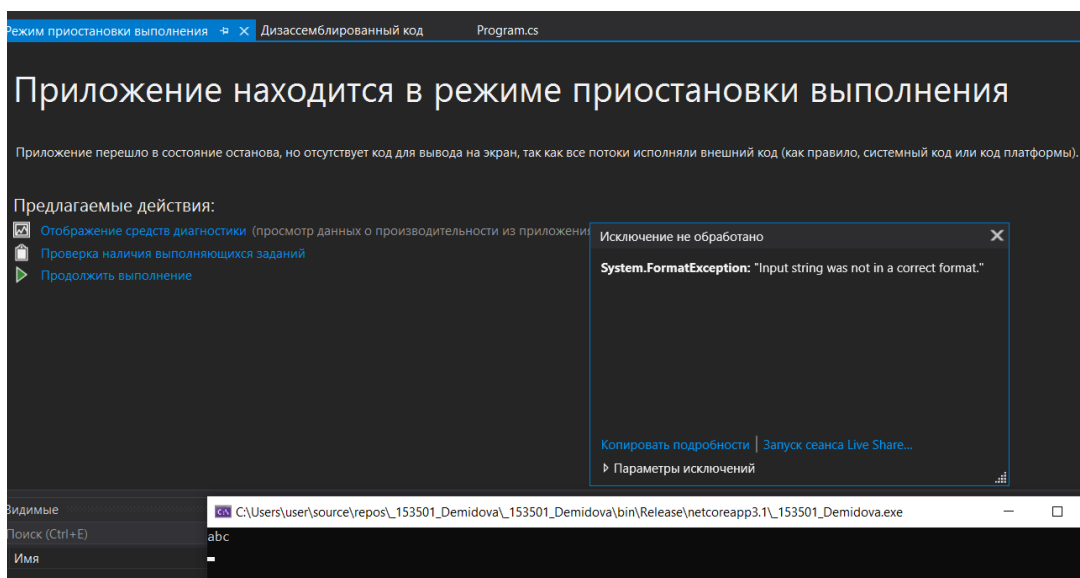 Режим приостановки выполнения Дизассемблированный код Program.cs
Приложение находится в режиме приостановки выполнения
Приложение перешло в состояние останова, но отсутствует код для вывода на экран, так как все потоки исполняли внешний код (как правило, системный код или код платформы).
Предлагаемые действия:
Отображение средств диагностики (просмотр данных о производительности из приложени
Проверка наличия выполняющихся заданий
Продолжить выполнение
Исключение не обработано
System.FormatException: "Input string was not in a correct format."
Копировать подробности | Запуск сеанса Live Share...
Параметры исключений
Видимые
Поиск (Ctrl+E)
Имя
C:\Users\user\source\repos\_153501_Demidova\_153501_Demidova\bin\Release\netcoreapp3.1\_153501_Demidova.exe
abc